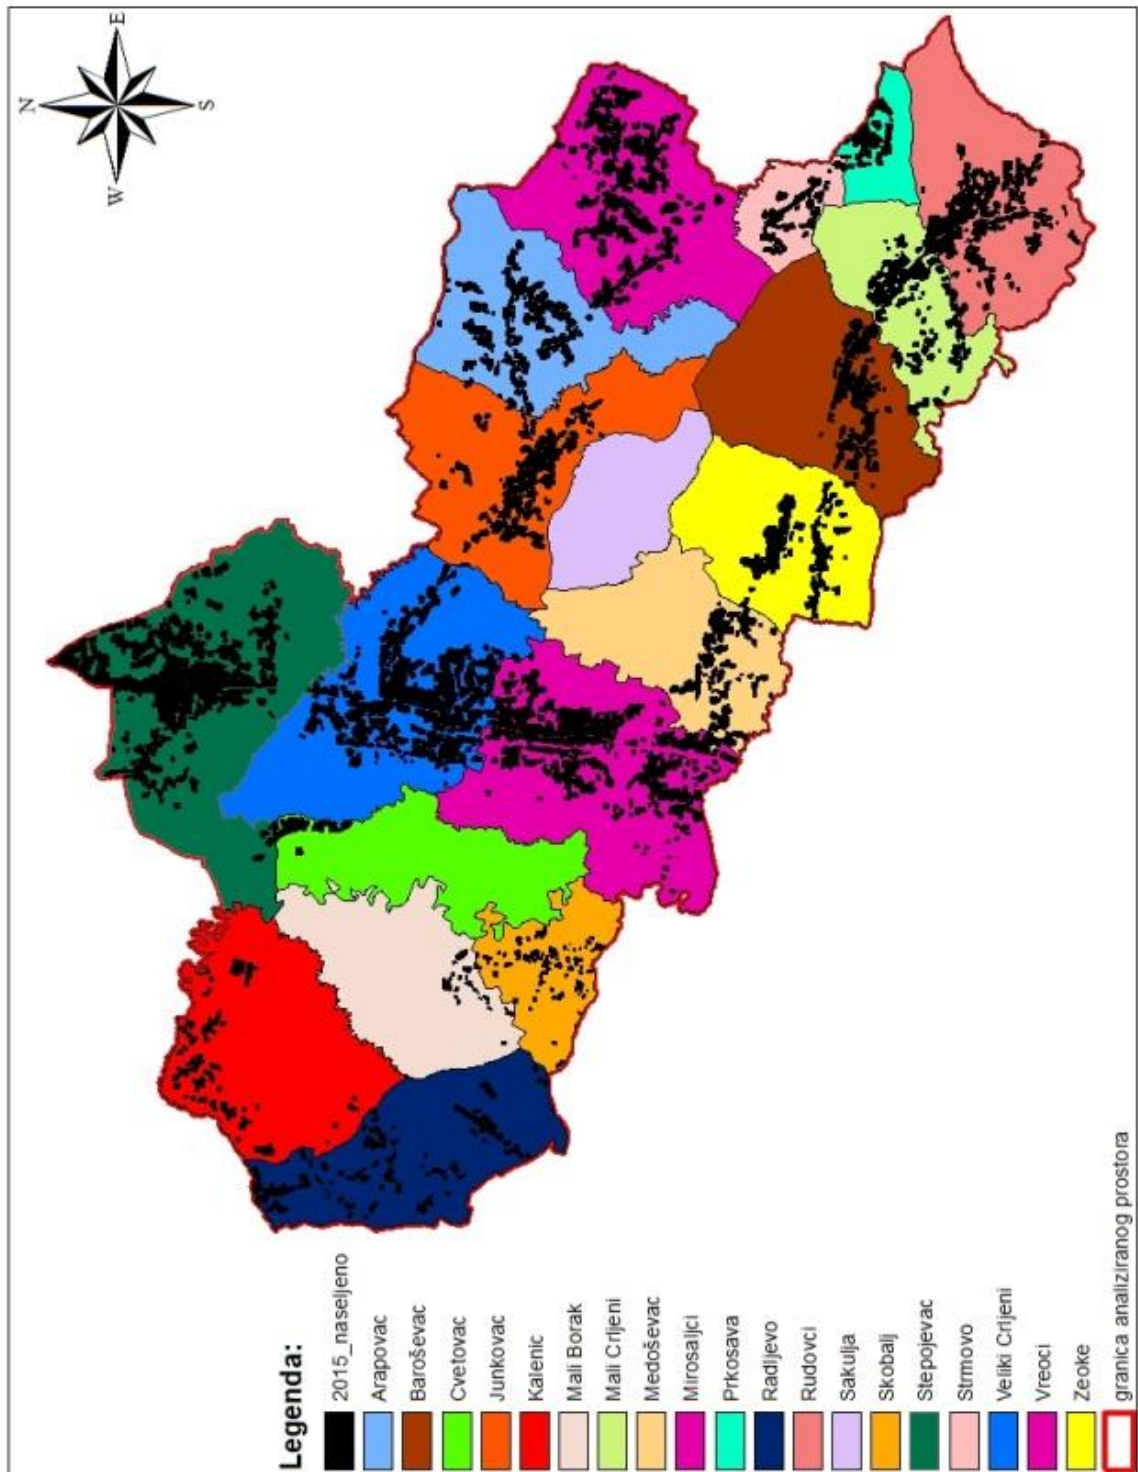 N
E
W
S
Legenda:
2015_naseljeno
Arapovac
Baroševac
Cvetovac
Junkovac
Kalenic
Mali Borak
Mali Crljeni
Medoševac
Mirosaljci
Prkosava
Radljevo
Rudovci
Sakulja
Skobalj
Stepojevac
Strmovo
Veliki Crljeni
Vreoci
Zeoke
granica analiziranog prostora